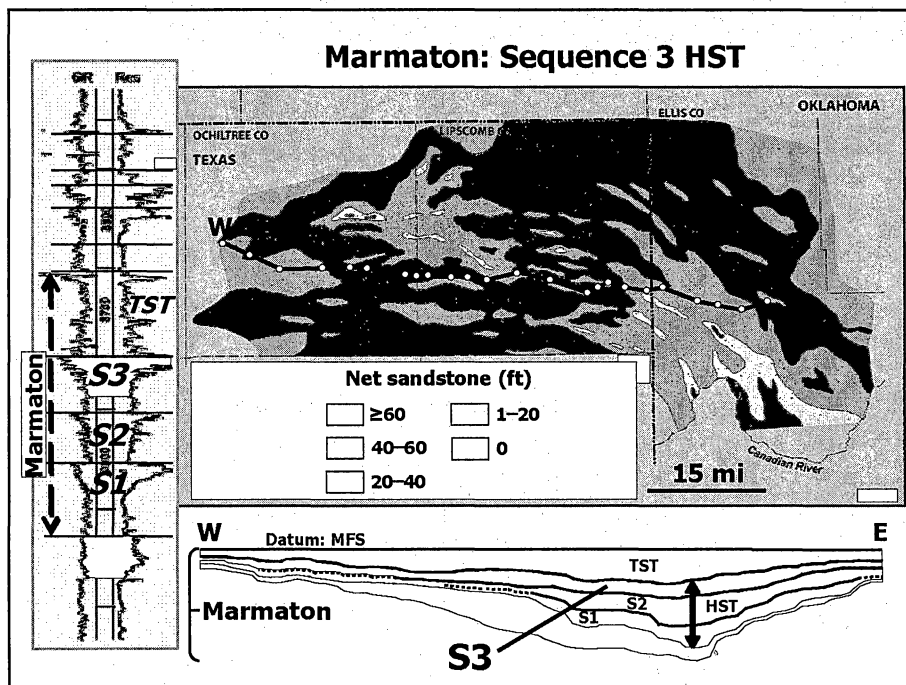 Marmaton: Sequence 3 HST
GR Res
8700
TST
S3
S2
S1
Marmaton
OCHILTREE CO
LIPSCOMB
ELLIS CO
OKLAHOMA
TEXAS
W
Net sandstone (ft)
≥60
1–20
40–60
0
20–40
15 mi
Canadian River
W
Datum: MFS
E
TST
Marmaton
S1
S2
HST
S3